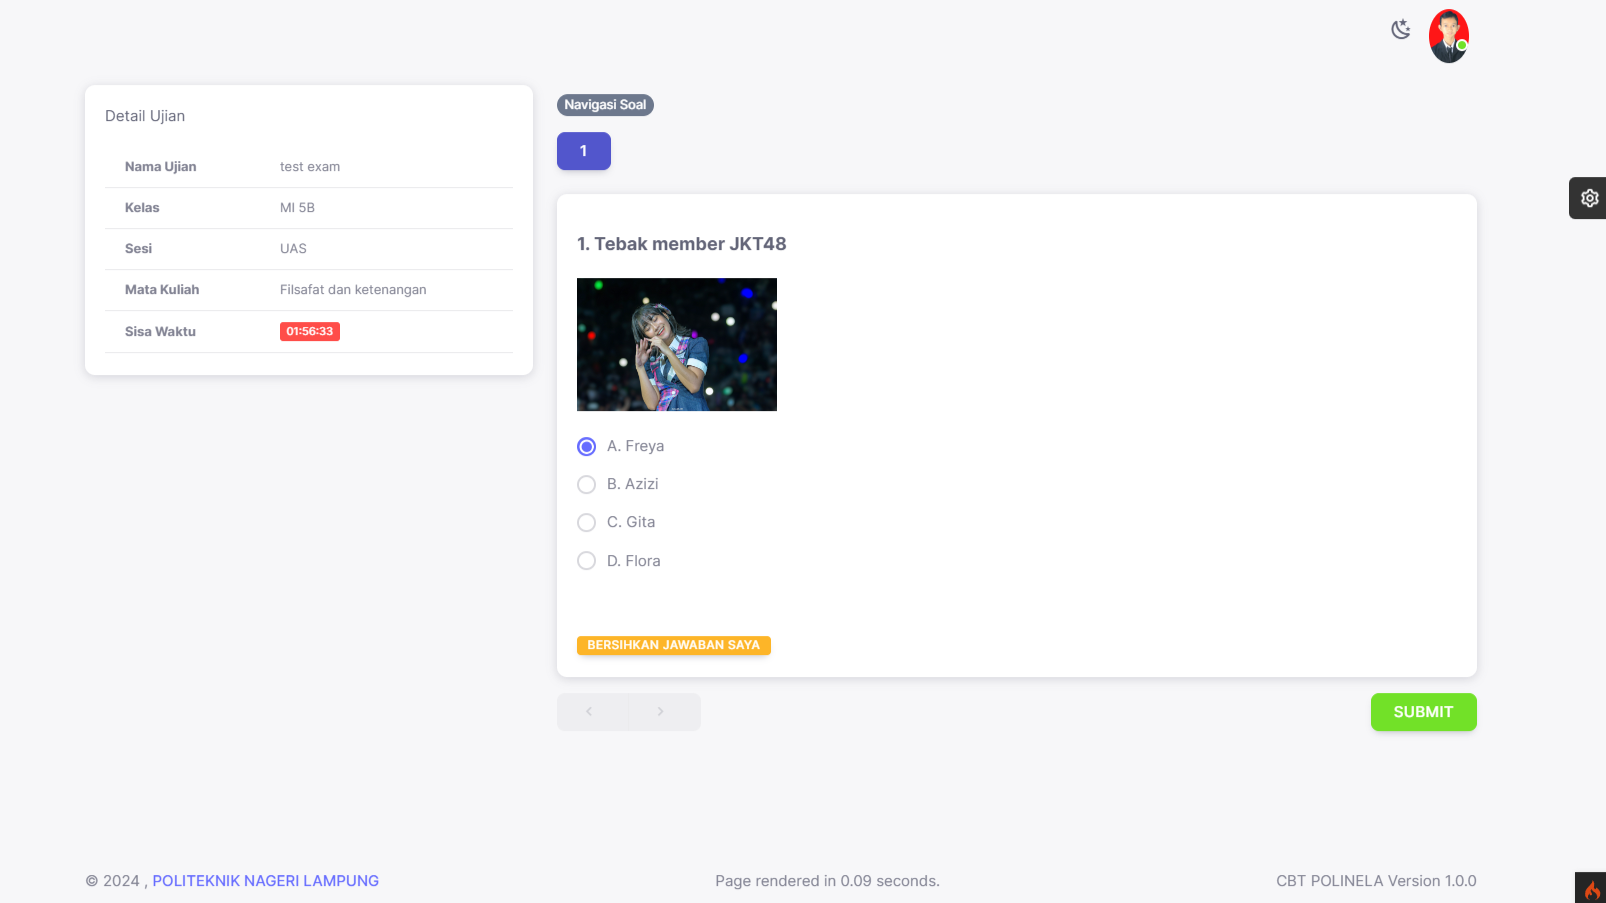 Detail Ujian
Nama Ujian test exam
Kelas MI 5B
Sesi UAS
Mata Kuliah Filsafat dan ketenangan
Sisa Waktu 01:56:33
Navigasi Soal
1
1. Tebak member JKT48
A. Freya
B. Azizi
C. Gita
D. Flora
BERSIHKAN JAWABAN SAYA
SUBMIT
© 2024 , POLITEKNIK NAGERI LAMPUNG
Page rendered in 0.09 seconds.
CBT POLINELA Version 1.0.0